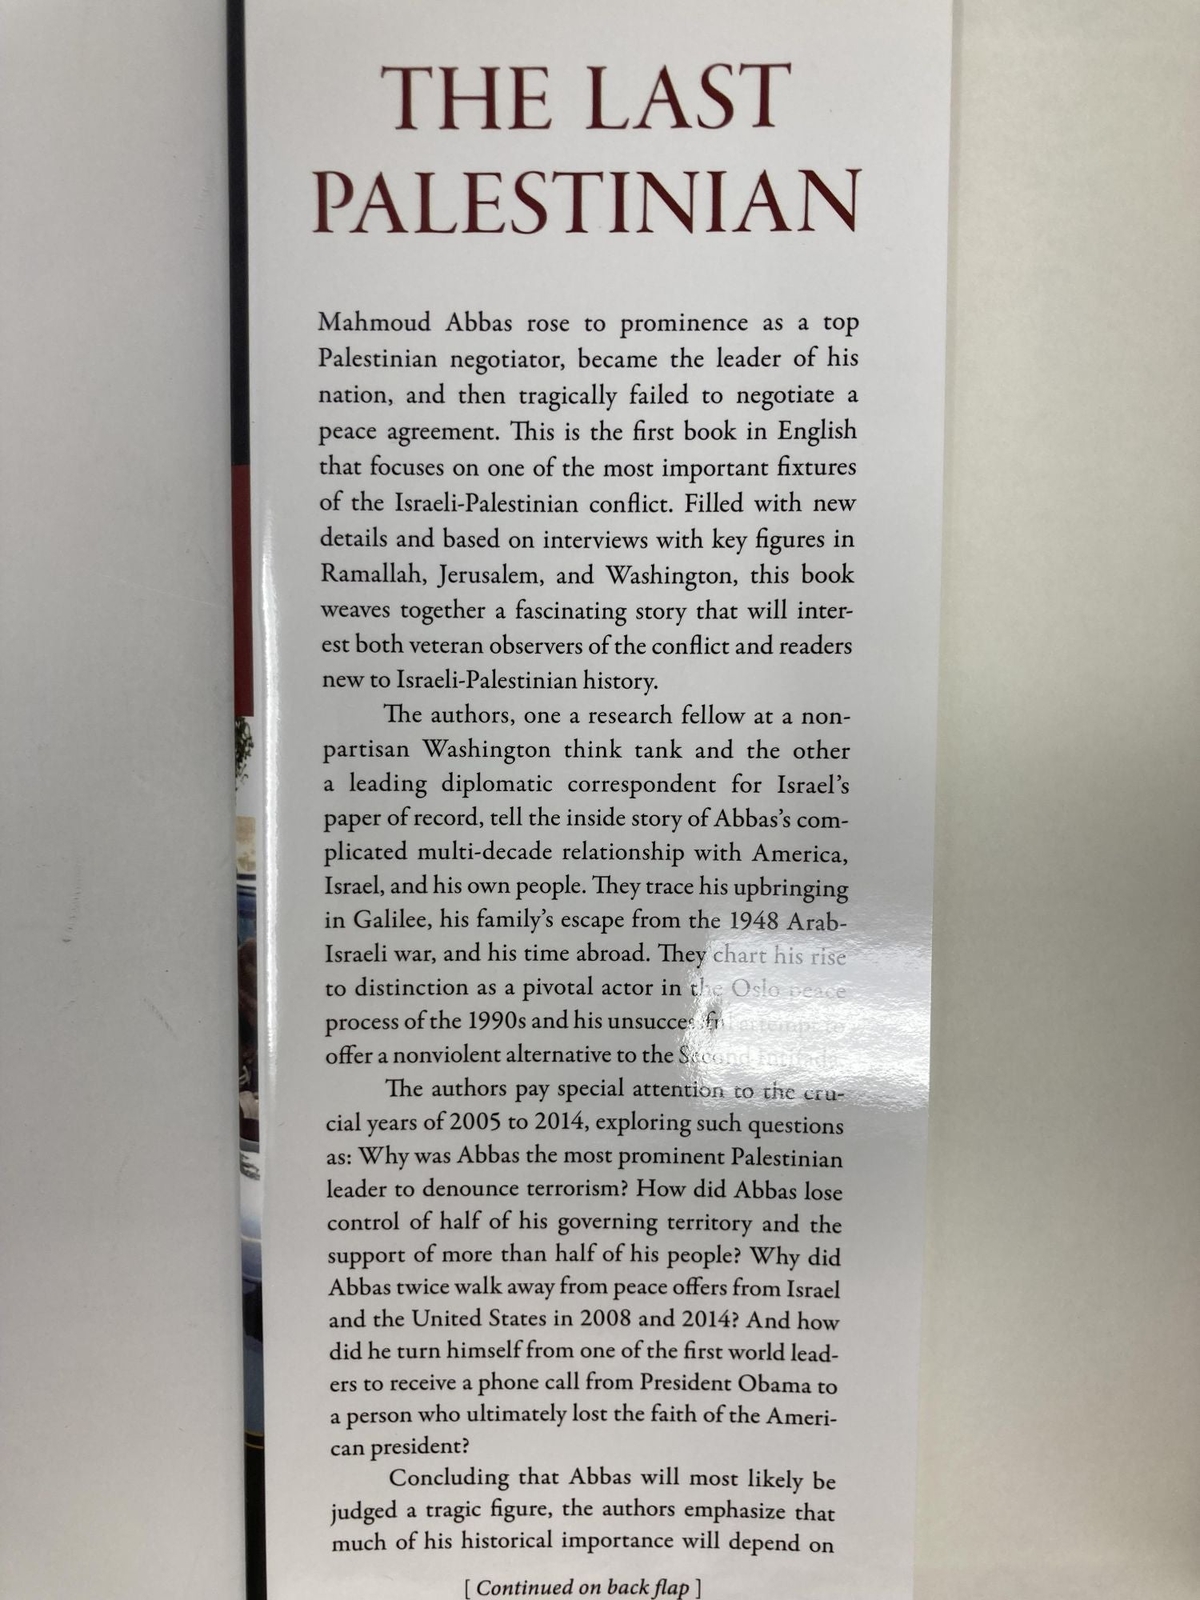 THE LAST
PALESTINIAN
Mahmoud Abbas rose to prominence as a top
Palestinian negotiator, became the leader of his
nation, and then tragically failed to negotiate a
peace agreement. This is the first book in English
that focuses on one of the most important fixtures
of the Israeli-Palestinian conflict. Filled with new
details and based on interviews with key figures in
Ramallah, Jerusalem, and Washington, this book
weaves together a fascinating story that will inter-
est both veteran observers of the conflict and readers
new to Israeli-Palestinian history.
The authors, one a research fellow at a non-
partisan Washington think tank and the other
a leading diplomatic correspondent for Israel's
paper of record, tell the inside story of Abbas's com-
plicated multi-decade relationship with America,
Israel, and his own people. They trace his upbringing
in Galilee, his family's escape from the 1948 Arab-
Israeli war, and his time abroad. They chart his rise
to distinction as a pivotal actor in the Oslo peace
process of the 1990s and his unsuccessful attempt to
offer a nonviolent alternative to the Second Intifada.
The authors pay special attention to the cru-
cial years of 2005 to 2014, exploring such questions
as: Why was Abbas the most prominent Palestinian
leader to denounce terrorism? How did Abbas lose
control of half of his governing territory and the
support of more than half of his people? Why did
Abbas twice walk away from peace offers from Israel
and the United States in 2008 and 2014? And how
did he turn himself from one of the first world lead-
ers to receive a phone call from President Obama to
a person who ultimately lost the faith of the Ameri-
can president?
Concluding that Abbas will most likely be
judged a tragic figure, the authors emphasize that
much of his historical importance will depend on
[ Continued on back flap ]